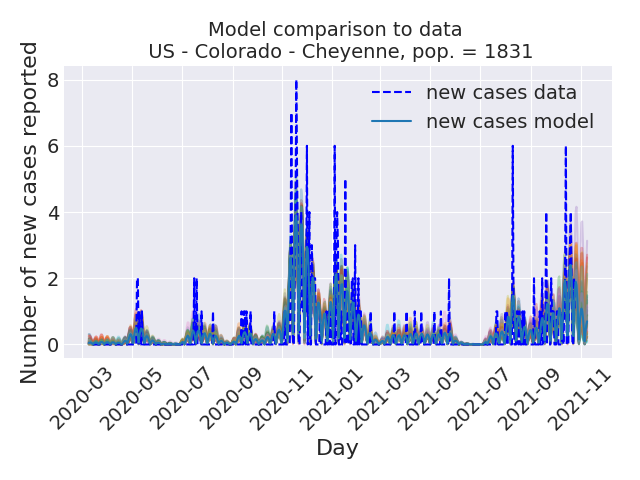 Model comparison to data
US - Colorado - Cheyenne, pop. = 1831
Number of new cases reported
8
6
4
2
0
new cases data
new cases model
2020-03
2020-05
2020-07
2020-09
2020-11
2021-01
2021-03
2021-05
2021-07
2021-09
2021-11
Day